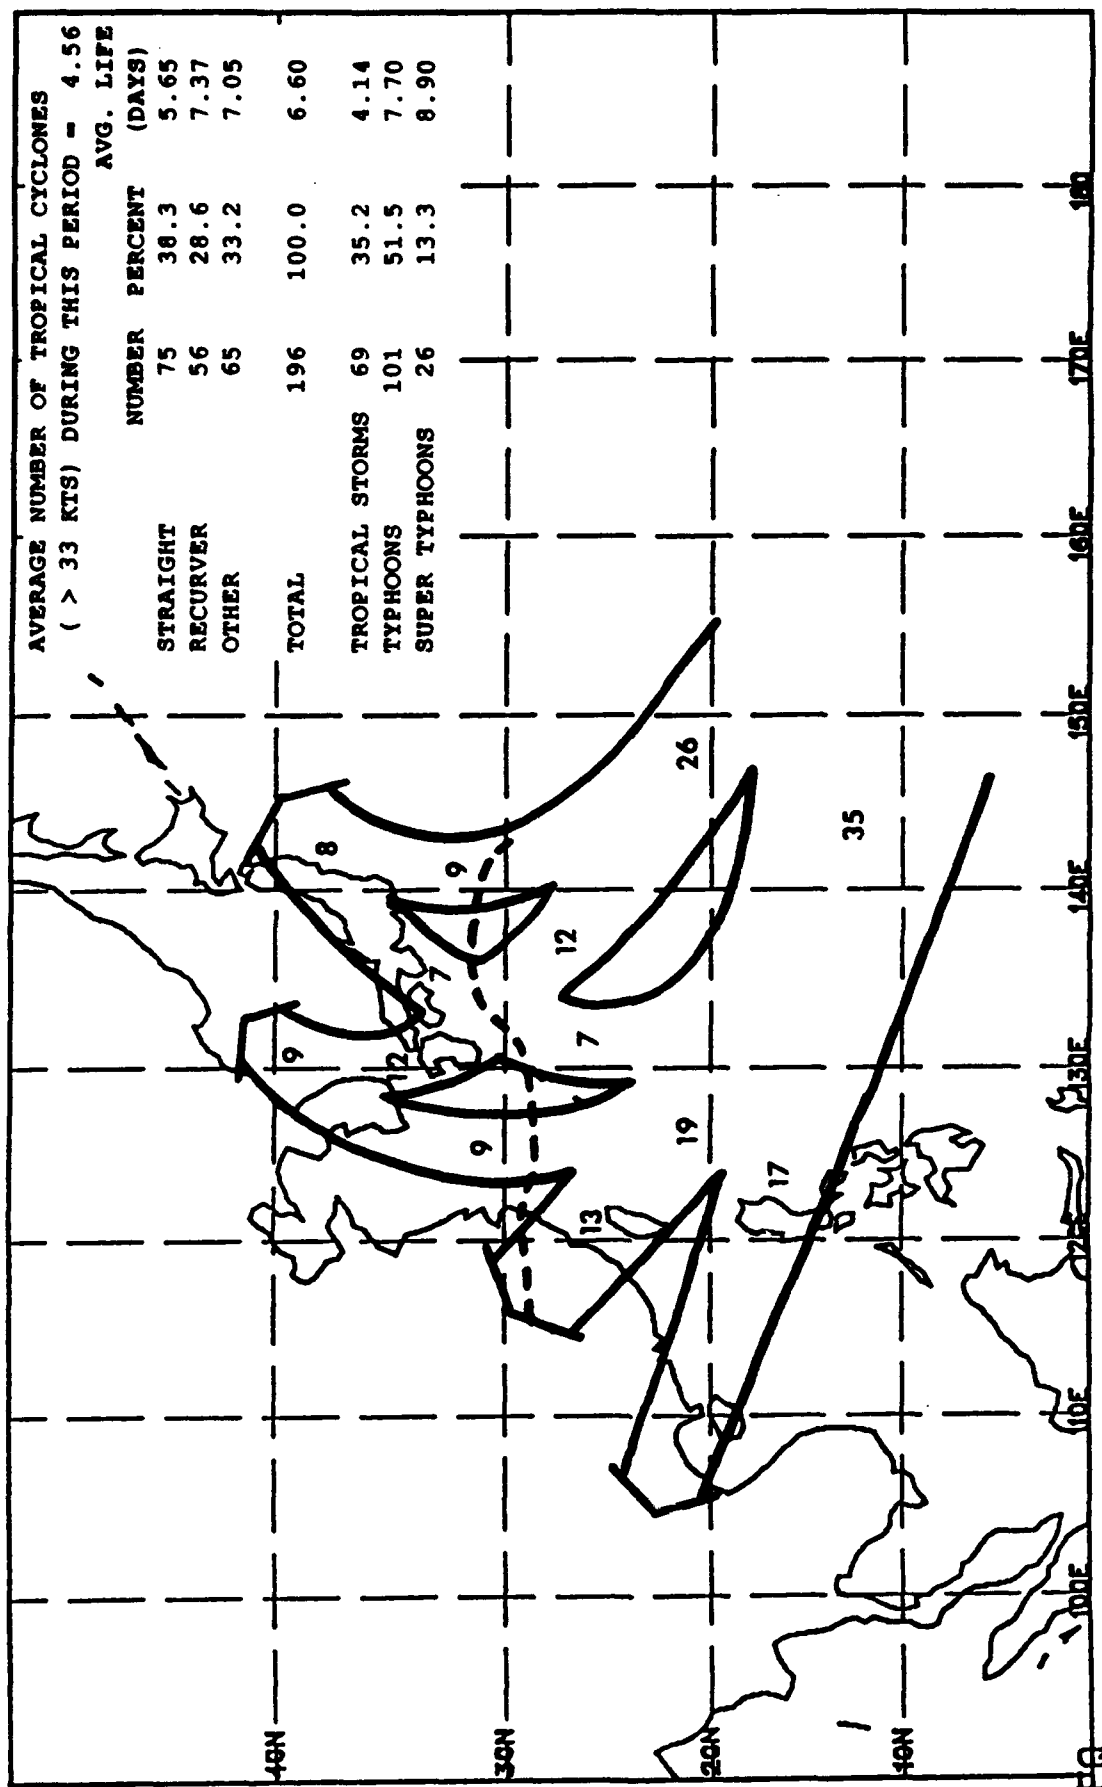 AVERAGE NUMBER OF TROPICAL CYCLONES
( > 33 KTS) DURING THIS PERIOD = 4.56
AVG. LIFE
NUMBER PERCENT (DAYS)
STRAIGHT 75 38.3 5.65
RECURVER 56 28.6 7.37
OTHER 65 33.2 7.05
TOTAL 196 100.0 6.60
TROPICAL STORMS 69 35.2 4.14
TYPHOONS 101 51.5 7.70
SUPER TYPHOONS 26 13.3 8.90
40N
9
8
12
7
30N
9
9
13
7
12
20N
19
26
17
35
10N
100E
110E
120E
130E
140E
150E
160E
170E
180